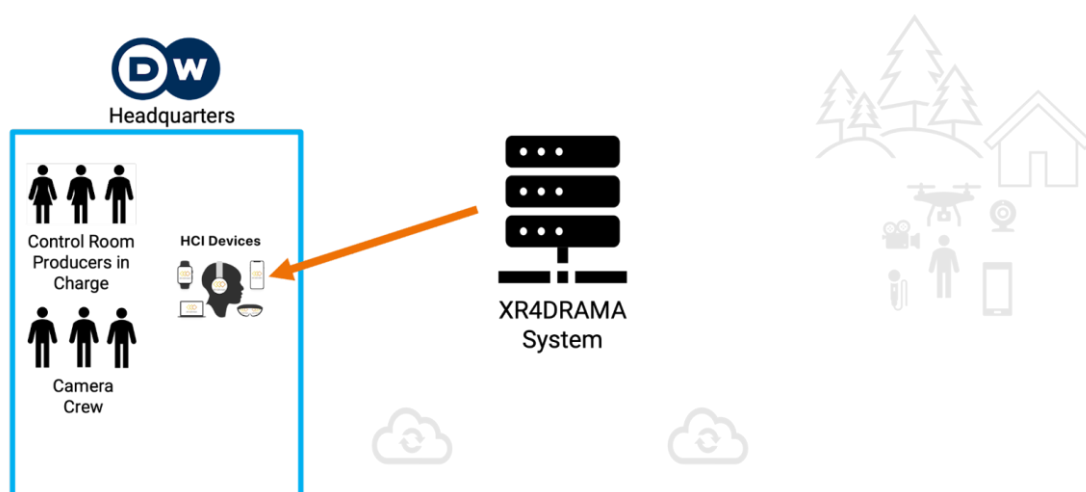 DW
Headquarters
Control Room
Producers in
Charge
HCI Devices
Camera
Crew
XR4DRAMA
System